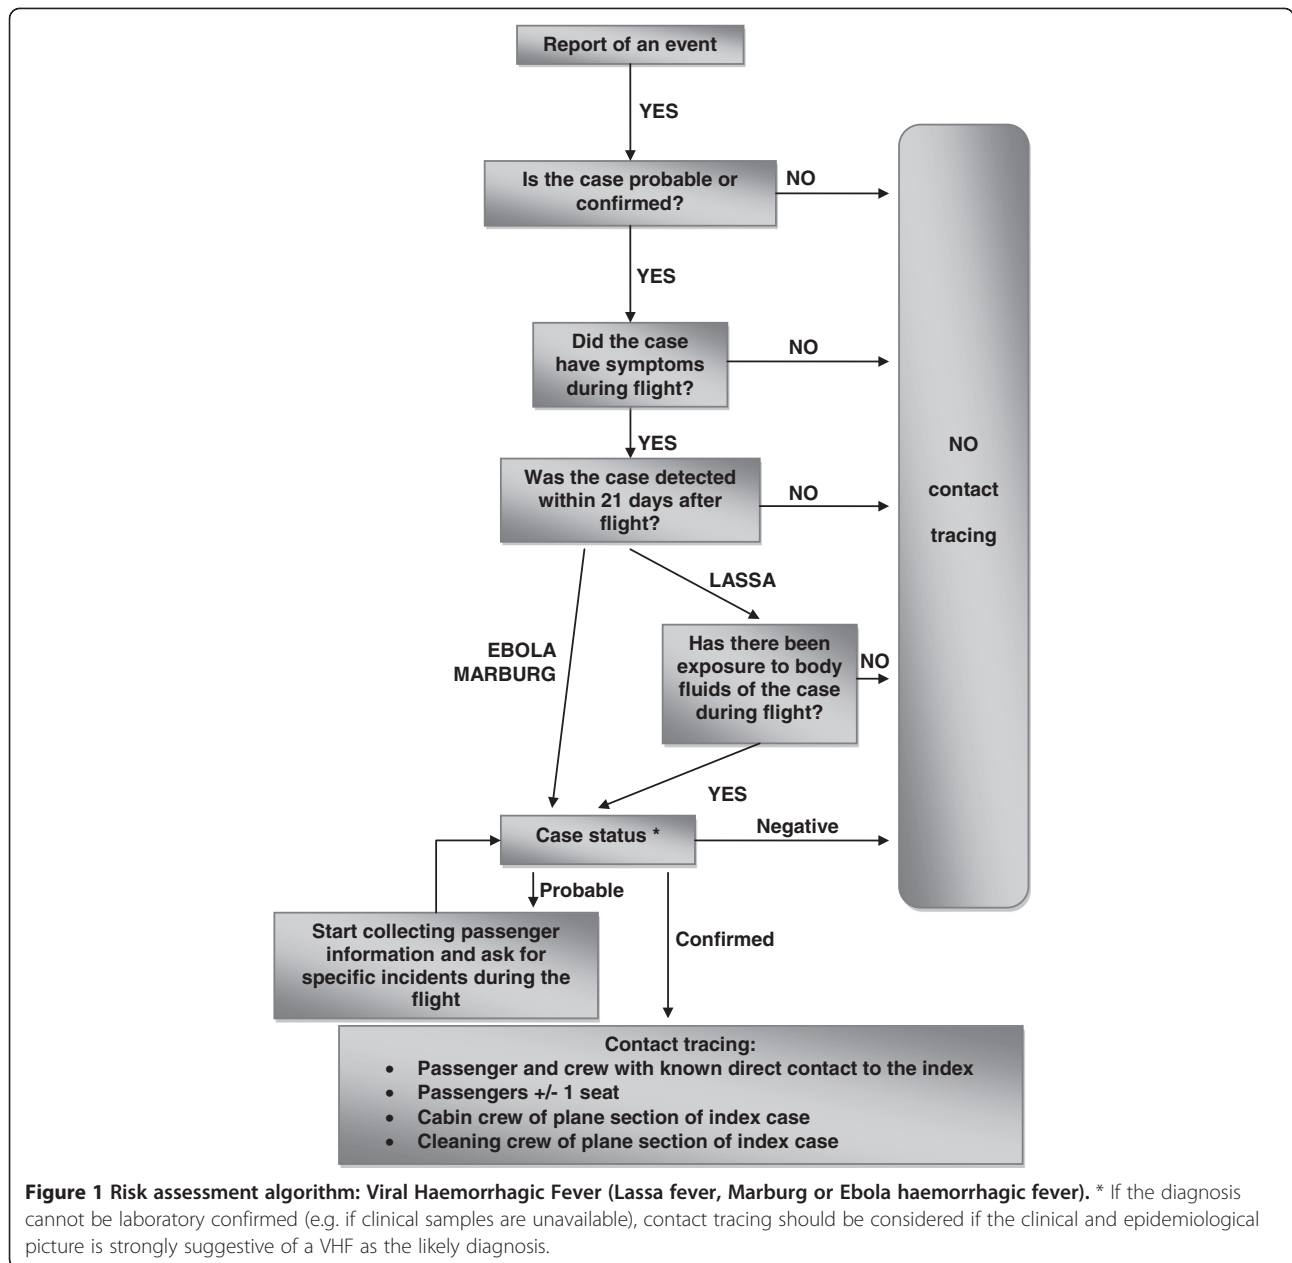 Report of an event
YES
Is the case probable or
confirmed?
NO
YES
Did the case
have symptoms
during flight?
NO
YES
Was the case detected
within 21 days after
flight?
NO
NO
contact
tracing
LASSA
EBOLA
MARBURG
Has there been
exposure to body
fluids of the case
during flight?
NO
YES
Case status *
Negative
Probable
Start collecting passenger
information and ask for
specific incidents during the
flight
Confirmed
Contact tracing:
• Passenger and crew with known direct contact to the index
• Passengers +/- 1 seat
• Cabin crew of plane section of index case
• Cleaning crew of plane section of index case
Figure 1 Risk assessment algorithm: Viral Haemorrhagic Fever (Lassa fever, Marburg or Ebola haemorrhagic fever). * If the diagnosis
cannot be laboratory confirmed (e.g. if clinical samples are unavailable), contact tracing should be considered if the clinical and epidemiological
picture is strongly suggestive of a VHF as the likely diagnosis.